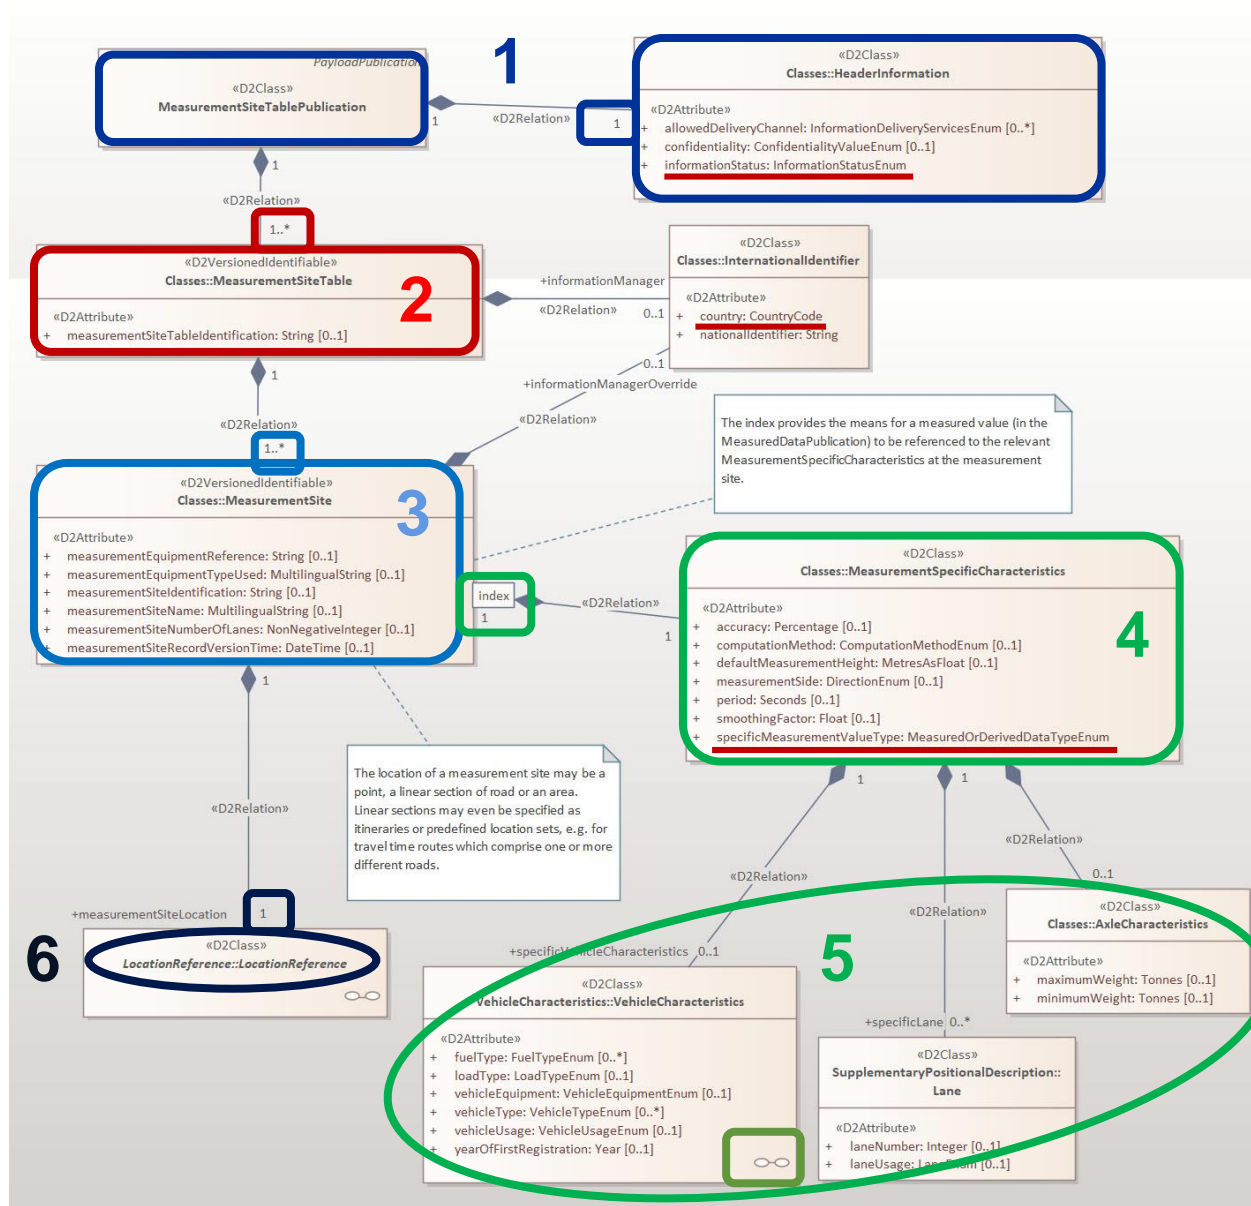 1
PayloadPublication
«D2Class»
MeasurementSiteTablePublication
1
«D2Relation»
1
«D2Class»
Classes::HeaderInformation
«D2Attribute»
+ allowedDeliveryChannel: InformationDeliveryServicesEnum [0..*]
+ confidentiality: ConfidentialityValueEnum [0..1]
+ informationStatus: InformationStatusEnum
1
«D2Relation»
1..*
«D2VersionedIdentifiable»
Classes::MeasurementSiteTable
«D2Attribute»
+ measurementSiteTableIdentification: String [0..1]
2
+informationManager
«D2Relation»
0..1
«D2Class»
Classes::InternationalIdentifier
«D2Attribute»
+ country: CountryCode
+ nationalIdentifier: String
0..1
+informationManagerOverride
«D2Relation»
1
«D2Relation»
1..*
The index provides the means for a measured value (in the
MeasuredDataPublication) to be referenced to the relevant
MeasurementSpecificCharacteristics at the measurement
site.
«D2VersionedIdentifiable»
Classes::MeasurementSite
3
«D2Attribute»
+ measurementEquipmentReference: String [0..1]
+ measurementEquipmentTypeUsed: MultilingualString [0..1]
+ measurementSiteIdentification: String [0..1]
+ measurementSiteName: MultilingualString [0..1]
+ measurementSiteNumberOfLanes: NonNegativeInteger [0..1]
+ measurementSiteRecordVersionTime: DateTime [0..1]
index
1
«D2Relation»
1
«D2Class»
Classes::MeasurementSpecificCharacteristics
«D2Attribute»
+ accuracy: Percentage [0..1]
+ computationMethod: ComputationMethodEnum [0..1]
+ defaultMeasurementHeight: MetresAsFloat [0..1]
+ measurementSide: DirectionEnum [0..1]
+ period: Seconds [0..1]
+ smoothingFactor: Float [0..1]
+ specificMeasurementValueType: MeasuredOrDerivedDataTypeEnum
4
1
«D2Relation»
The location of a measurement site may be a
point, a linear section of road or an area.
Linear sections may even be specified as
itineraries or predefined location sets, e.g. for
travel time routes which comprise one or more
different roads.
1
1
«D2Relation»
«D2Relation»
«D2Relation»
0..1
+measurementSiteLocation
1
6
«D2Class»
LocationReference::LocationReference
5
+specificVehicleCharacteristics 0..1
«D2Class»
VehicleCharacteristics::VehicleCharacteristics
«D2Attribute»
+ fuelType: FuelTypeEnum [0..*]
+ loadType: LoadTypeEnum [0..1]
+ vehicleEquipment: VehicleEquipmentEnum [0..1]
+ vehicleType: VehicleTypeEnum [0..*]
+ vehicleUsage: VehicleUsageEnum [0..1]
+ yearOfFirstRegistration: Year [0..1]
«D2Class»
Classes::AxleCharacteristics
«D2Attribute»
+ maximumWeight: Tonnes [0..1]
+ minimumWeight: Tonnes [0..1]
+specificLane 0..*
«D2Class»
SupplementaryPositionalDescription::
Lane
«D2Attribute»
+ laneNumber: Integer [0..1]
+ laneUsage: LaneEnum [0..1]